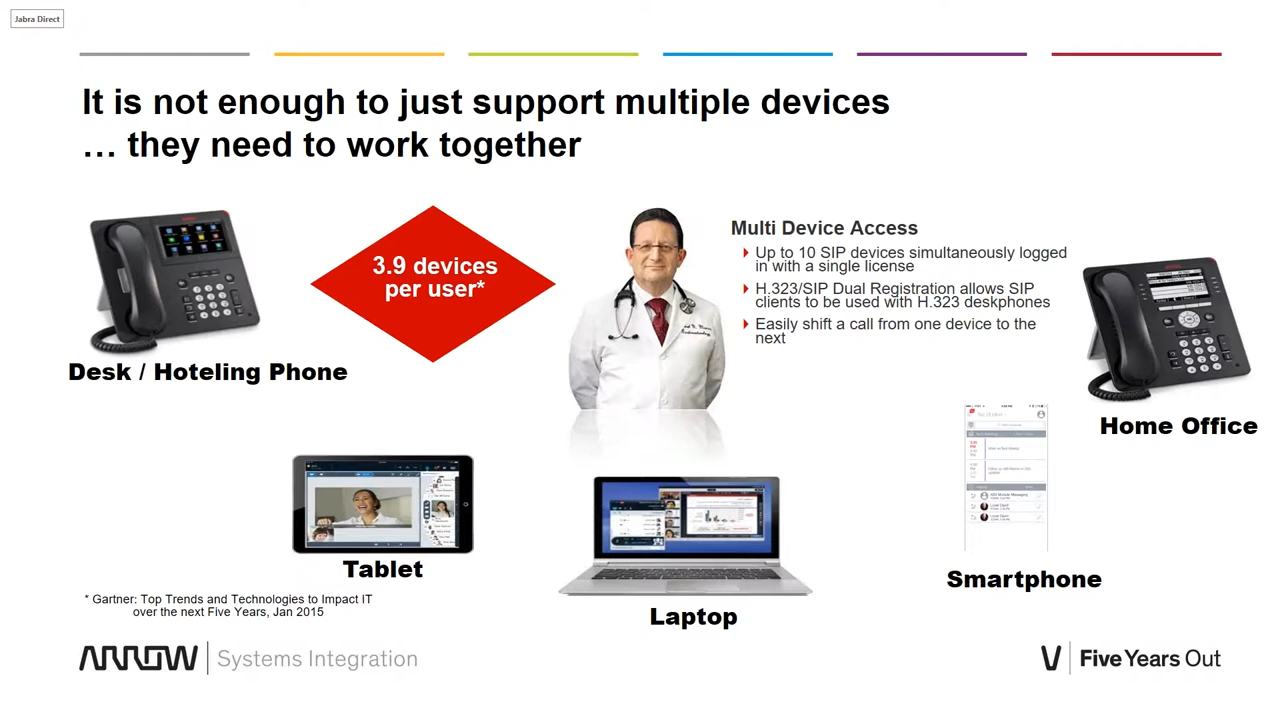 Jabra Direct
It is not enough to just support multiple devices
… they need to work together
3.9 devices
per user*
Multi Device Access
Up to 10 SIP devices simultaneously logged
in with a single license
H.323/SIP Dual Registration allows SIP
clients to be used with H.323 deskphones
Easily shift a call from one device to the
next
Desk / Hoteling Phone
Home Office
Tablet
Laptop
Smartphone
* Gartner: Top Trends and Technologies to Impact IT
over the next Five Years, Jan 2015
ARROW Systems Integration
Five Years Out